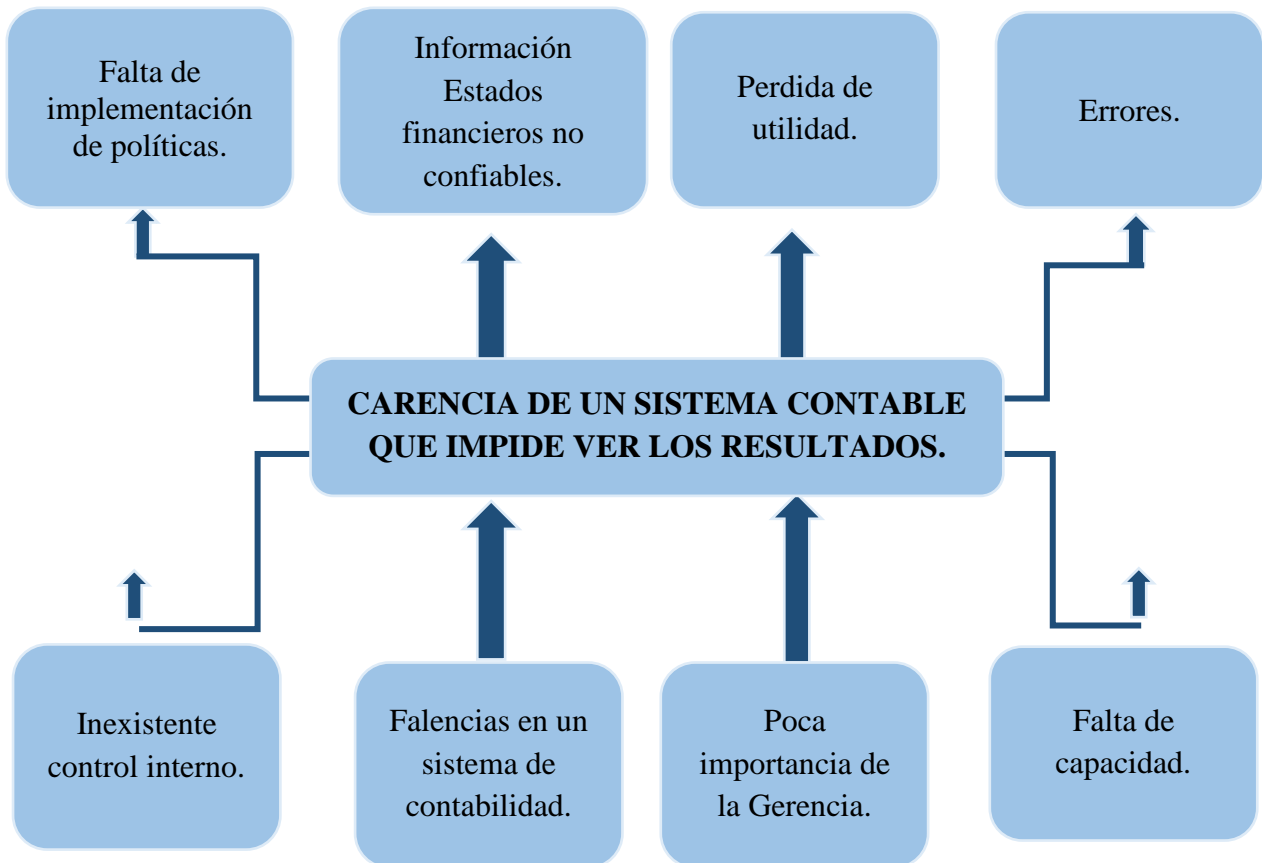 Falta de
implementación
de políticas.
Información
Estados
financieros no
confiables.
Perdida de
utilidad.
Errores.
CARENCIA DE UN SISTEMA CONTABLE
QUE IMPIDE VER LOS RESULTADOS.
Inexistente
control interno.
Falencias en un
sistema de
contabilidad.
Poca
importancia de
la Gerencia.
Falta de
capacidad.